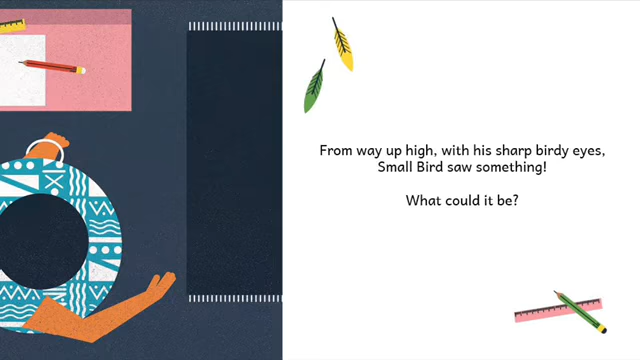 From way up high, with his sharp birdy eyes,
Small Bird saw something!
What could it be?